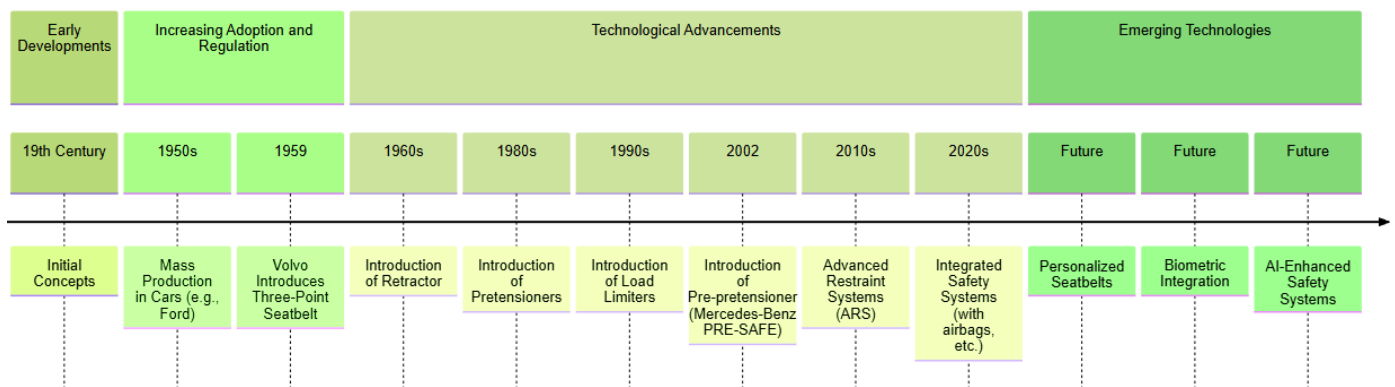 Early
Developments
Increasing Adoption and
Regulation
Technological Advancements
Emerging Technologies
19th Century
1950s
1959
1960s
1980s
1990s
2002
2010s
2020s
Future
Future
Future
Initial
Concepts
Mass
Production
in Cars (e.g.,
Ford)
Volvo
Introduces
Three-Point
Seatbelt
Introduction
of Retractor
Introduction
of
Pretensioners
Introduction
of Load
Limiters
Introduction
of
Pre-pretensioner
(Mercedes-Benz
PRE-SAFE)
Advanced
Restraint
Systems
(ARS)
Integrated
Safety
Systems
(with
airbags,
etc.)
Personalized
Seatbelts
Biometric
Integration
AI-Enhanced
Safety
Systems